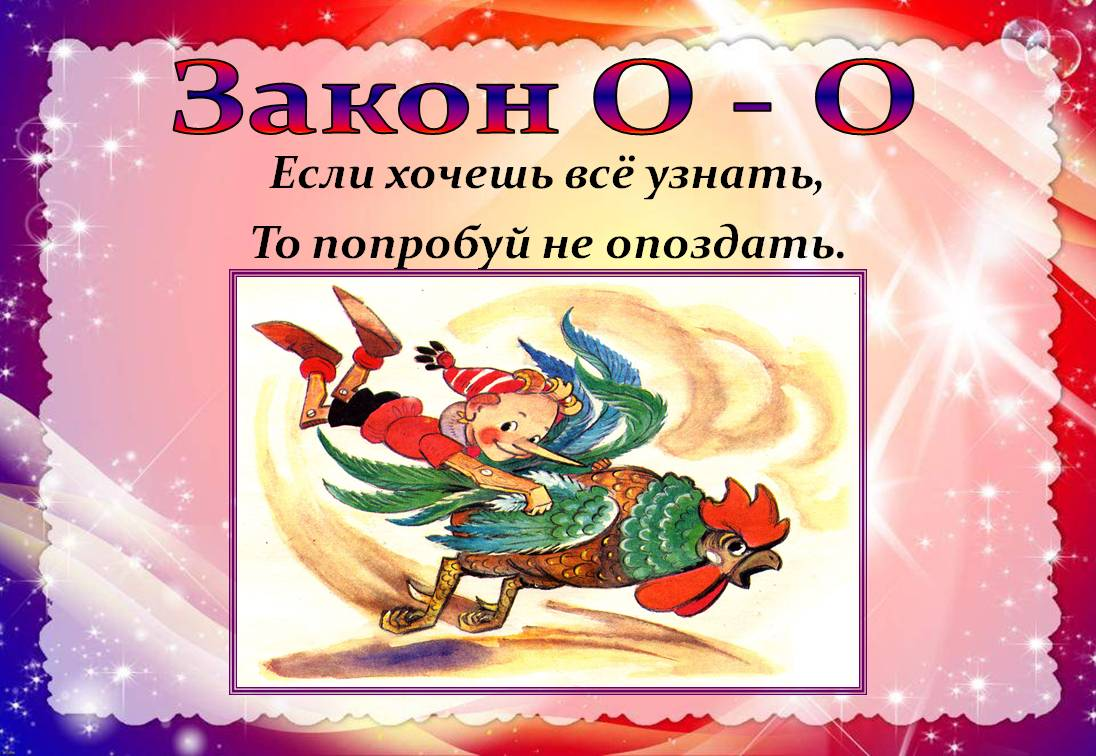 Закон О - О
Если хочешь всё узнать,
То попробуй не опоздать.